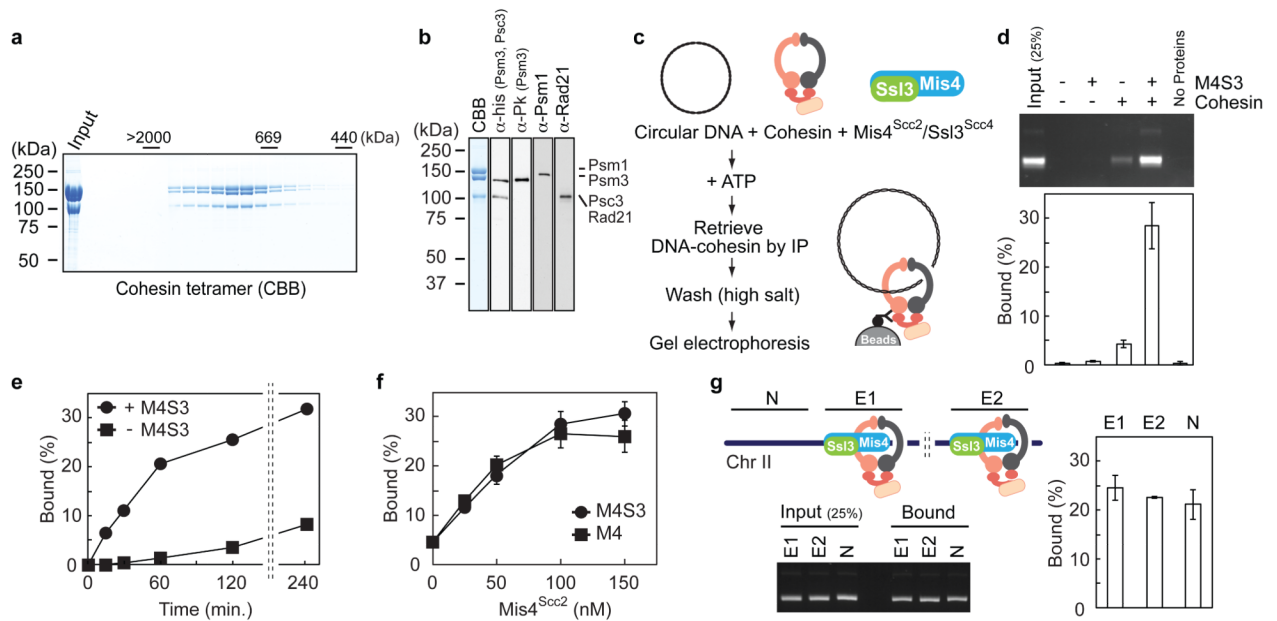 a
Input
>2000 669 440 (kDa)
(kDa)
250
150
100
75
50
Cohesin tetramer (CBB)
b
CBB
α-his (Psm3, Psc3)
α-Pk (Psm3)
α-Psm1
α-Rad21
(kDa)
250
150
100
75
50
37
Psm1
Psm3
Psc3
Rad21
c
Ssl3 Mis4
Circular DNA + Cohesin + Mis4Scc2/Ssl3Scc4
+ ATP
Retrieve
DNA-cohesin by IP
Wash (high salt)
Gel electrophoresis
Beads
d
Input (25%)
No Proteins
- + - + M4S3
- - + + Cohesin
Bound (%)
30
20
10
0
e
+ M4S3
- M4S3
Bound (%)
30
20
10
0
0 60 120 240
Time (min.)
f
Bound (%)
40
30
20
10
0
M4S3
M4
0 50 100 150
Mis4Scc2 (nM)
g
N E1 E2
Ssl3 Mis4 Ssl3 Mis4
Chr II
Input (25%) Bound
E1 E2 N E1 E2 N
E1 E2 N
Bound (%)
30
20
10
0